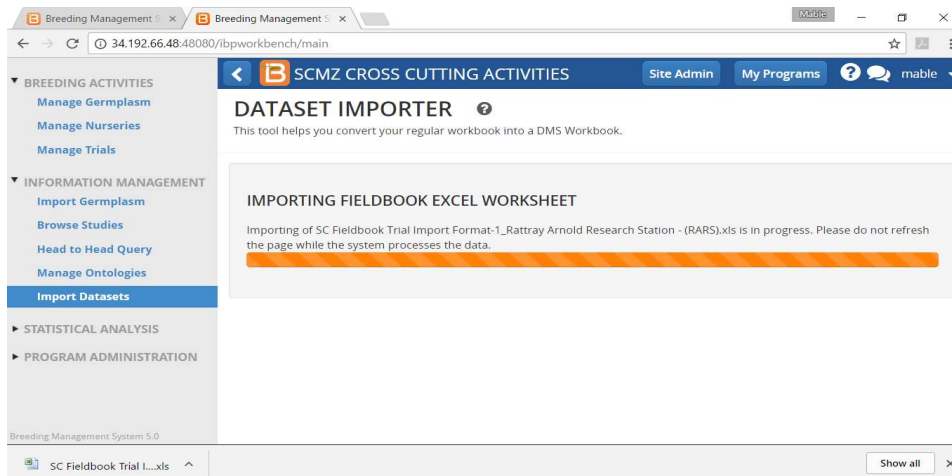 Breeding Management S
Breeding Management S
Mable
34.192.66.48:48080/ibpworkbench/main
BREEDING ACTIVITIES
Manage Germplasm
Manage Nurseries
Manage Trials
INFORMATION MANAGEMENT
Import Germplasm
Browse Studies
Head to Head Query
Manage Ontologies
Import Datasets
STATISTICAL ANALYSIS
PROGRAM ADMINISTRATION
Breeding Management System 5.0
SCMZ CROSS CUTTING ACTIVITIES
Site Admin
My Programs
mable
DATASET IMPORTER
This tool helps you convert your regular workbook into a DMS Workbook.
IMPORTING FIELDBOOK EXCEL WORKSHEET
Importing of SC Fieldbook Trial Import Format-1_Rattray Arnold Research Station - (RARS).xls is in progress. Please do not refresh
the page while the system processes the data.
SC Fieldbook Trial I....xls
Show all